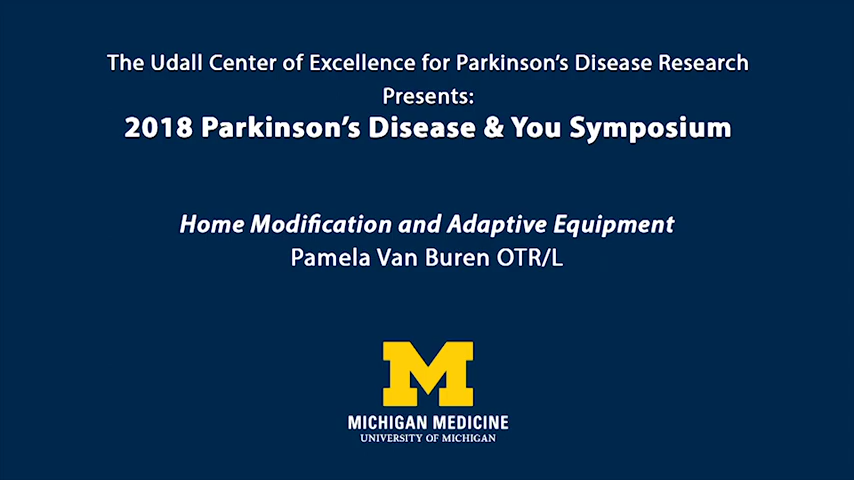 The Udall Center of Excellence for Parkinson's Disease Research
Presents:
2018 Parkinson's Disease & You Symposium
Home Modification and Adaptive Equipment
Pamela Van Buren OTR/L
M
MICHIGAN MEDICINE
UNIVERSITY OF MICHIGAN